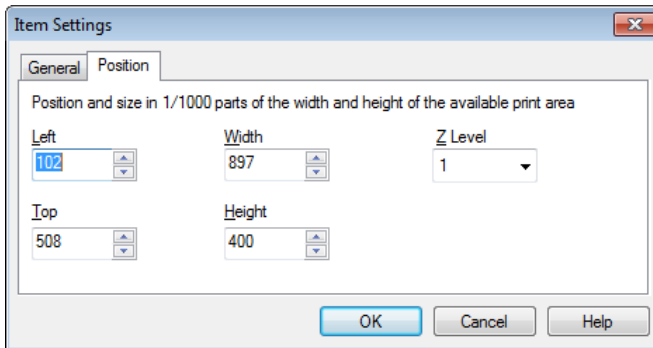 Item Settings
General Position
Position and size in 1/1000 parts of the width and height of the available print area
Left Width Z Level
102 897 1
Top Height
508 400
OK Cancel Help